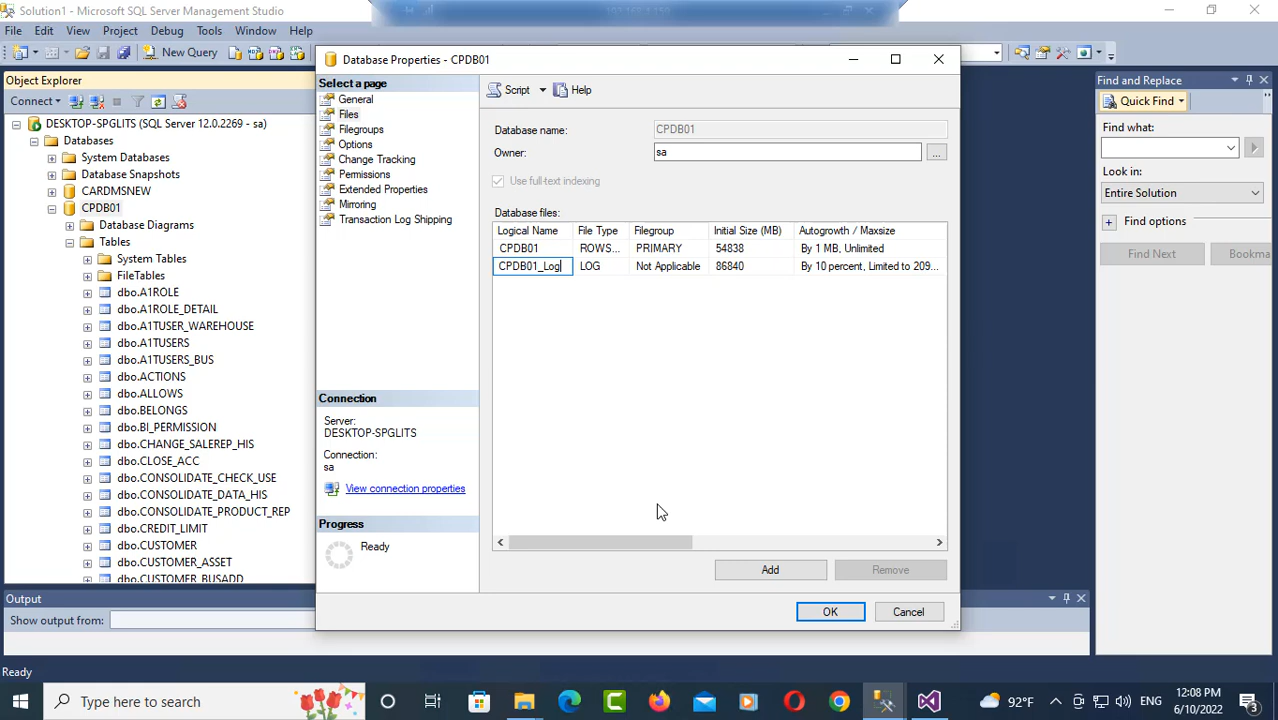 Solution1 - Microsoft SQL Server Management Studio
File Edit View Project Debug Tools Window Help
New Query
Object Explorer
Connect
DESKTOP-SPGLITS (SQL Server 12.0.2269 - sa)
Databases
System Databases
Database Snapshots
CARDMSNEW
CPDB01
Database Diagrams
Tables
System Tables
FileTables
dbo.A1ROLE
dbo.A1ROLE_DETAIL
dbo.A1TUSER_WAREHOUSE
dbo.A1TUSERS
dbo.A1TUSERS_BUS
dbo.ACTIONS
dbo.ALLOWS
dbo.BELONGS
dbo.BI_PERMISSION
dbo.CHANGE_SALEREP_HIS
dbo.CLOSE_ACC
dbo.CONSOLIDATE_CHECK_USE
dbo.CONSOLIDATE_DATA_HIS
dbo.CONSOLIDATE_PRODUCT_REP
dbo.CREDIT_LIMIT
dbo.CUSTOMER
dbo.CUSTOMER_ASSET
dbo.CUSTOMER_BUSADD
Database Properties - CPDB01
Select a page
General
Files
Filegroups
Options
Change Tracking
Permissions
Extended Properties
Mirroring
Transaction Log Shipping
Connection
Server:
DESKTOP-SPGLITS
Connection:
sa
View connection properties
Progress
Ready
Script Help
Database name: CPDB01
Owner: sa ...
Use full-text indexing
Database files:
Logical Name File Type Filegroup Initial Size (MB) Autogrowth / Maxsize
CPDB01 ROWS... PRIMARY 54838 By 1 MB, Unlimited
CPDB01_Log LOG Not Applicable 86840 By 10 percent, Limited to 209...
Add Remove
OK Cancel
Find and Replace
Quick Find
Find what:
Look in:
Entire Solution
Find options
Find Next Bookma
Output
Show output from:
Ready
Type here to search
92°F ENG 12:08 PM
6/10/2022
3